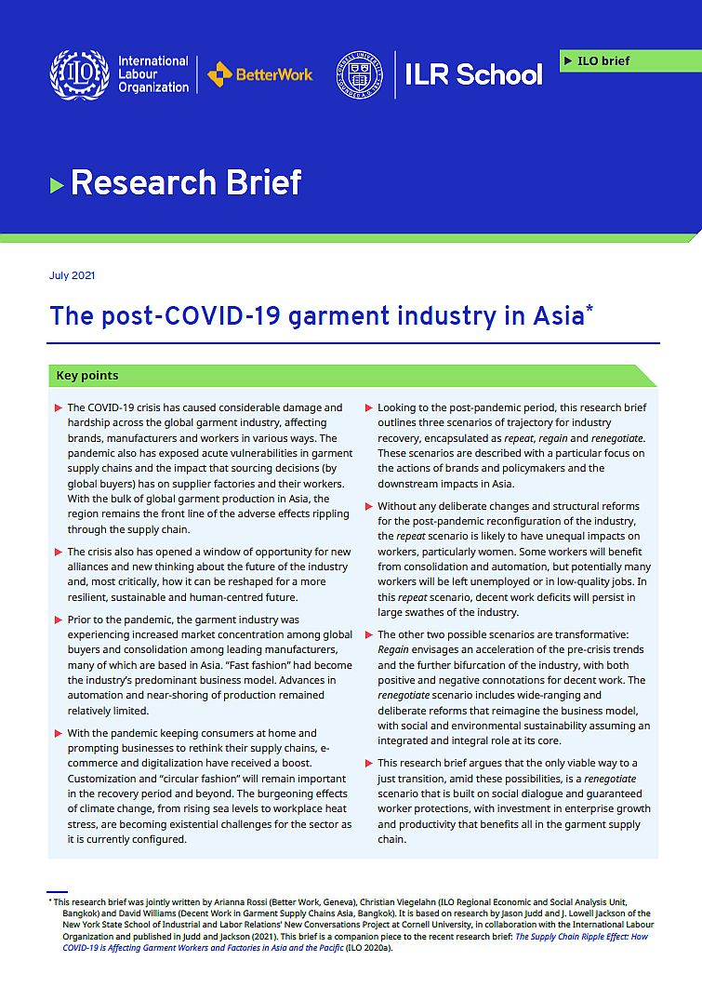 International
Labour
Organization
BetterWork
ILR School
ILO brief
Research Brief
July 2021
The post-COVID-19 garment industry in Asia*
Key points
The COVID-19 crisis has caused considerable damage and
hardship across the global garment industry, affecting
brands, manufacturers and workers in various ways. The
pandemic also has exposed acute vulnerabilities in garment
supply chains and the impact that sourcing decisions (by
global buyers) has on supplier factories and their workers.
With the bulk of global garment production in Asia, the
region remains the front line of the adverse effects rippling
through the supply chain.
The crisis also has opened a window of opportunity for new
alliances and new thinking about the future of the industry
and, most critically, how it can be reshaped for a more
resilient, sustainable and human-centred future.
Prior to the pandemic, the garment industry was
experiencing increased market concentration among global
buyers and consolidation among leading manufacturers,
many of which are based in Asia. “Fast fashion” had become
the industry’s predominant business model. Advances in
automation and near-shoring of production remained
relatively limited.
With the pandemic keeping consumers at home and
prompting businesses to rethink their supply chains, e-
commerce and digitalization have received a boost.
Customization and “circular fashion” will remain important
in the recovery period and beyond. The burgeoning effects
of climate change, from rising sea levels to workplace heat
stress, are becoming existential challenges for the sector as
it is currently configured.
Looking to the post-pandemic period, this research brief
outlines three scenarios of trajectory for industry
recovery, encapsulated as repeat, regain and renegotiate.
These scenarios are described with a particular focus on
the actions of brands and policymakers and the
downstream impacts in Asia.
Without any deliberate changes and structural reforms
for the post-pandemic reconfiguration of the industry,
the repeat scenario is likely to have unequal impacts on
workers, particularly women. Some workers will benefit
from consolidation and automation, but potentially many
workers will be left unemployed or in low-quality jobs. In
this repeat scenario, decent work deficits will persist in
large swathes of the industry.
The other two possible scenarios are transformative:
Regain envisages an acceleration of the pre-crisis trends
and the further bifurcation of the industry, with both
positive and negative connotations for decent work. The
renegotiate scenario includes wide-ranging and
deliberate reforms that reimagine the business model,
with social and environmental sustainability assuming an
integrated and integral role at its core.
This research brief argues that the only viable way to a
just transition, amid these possibilities, is a renegotiate
scenario that is built on social dialogue and guaranteed
worker protections, with investment in enterprise growth
and productivity that benefits all in the garment supply
chain.
* This research brief was jointly written by Arianna Rossi (Better Work, Geneva), Christian Viegelahn (ILO Regional Economic and Social Analysis Unit,
Bangkok) and David Williams (Decent Work in Garment Supply Chains Asia, Bangkok). It is based on research by Jason Judd and J. Lowell Jackson of the
New York State School of Industrial and Labor Relations’ New Conversations Project at Cornell University, in collaboration with the International Labour
Organization and published in Judd and Jackson (2021). This brief is a companion piece to the recent research brief: The Supply Chain Ripple Effect: How
COVID-19 is Affecting Garment Workers and Factories in Asia and the Pacific (ILO 2020a).